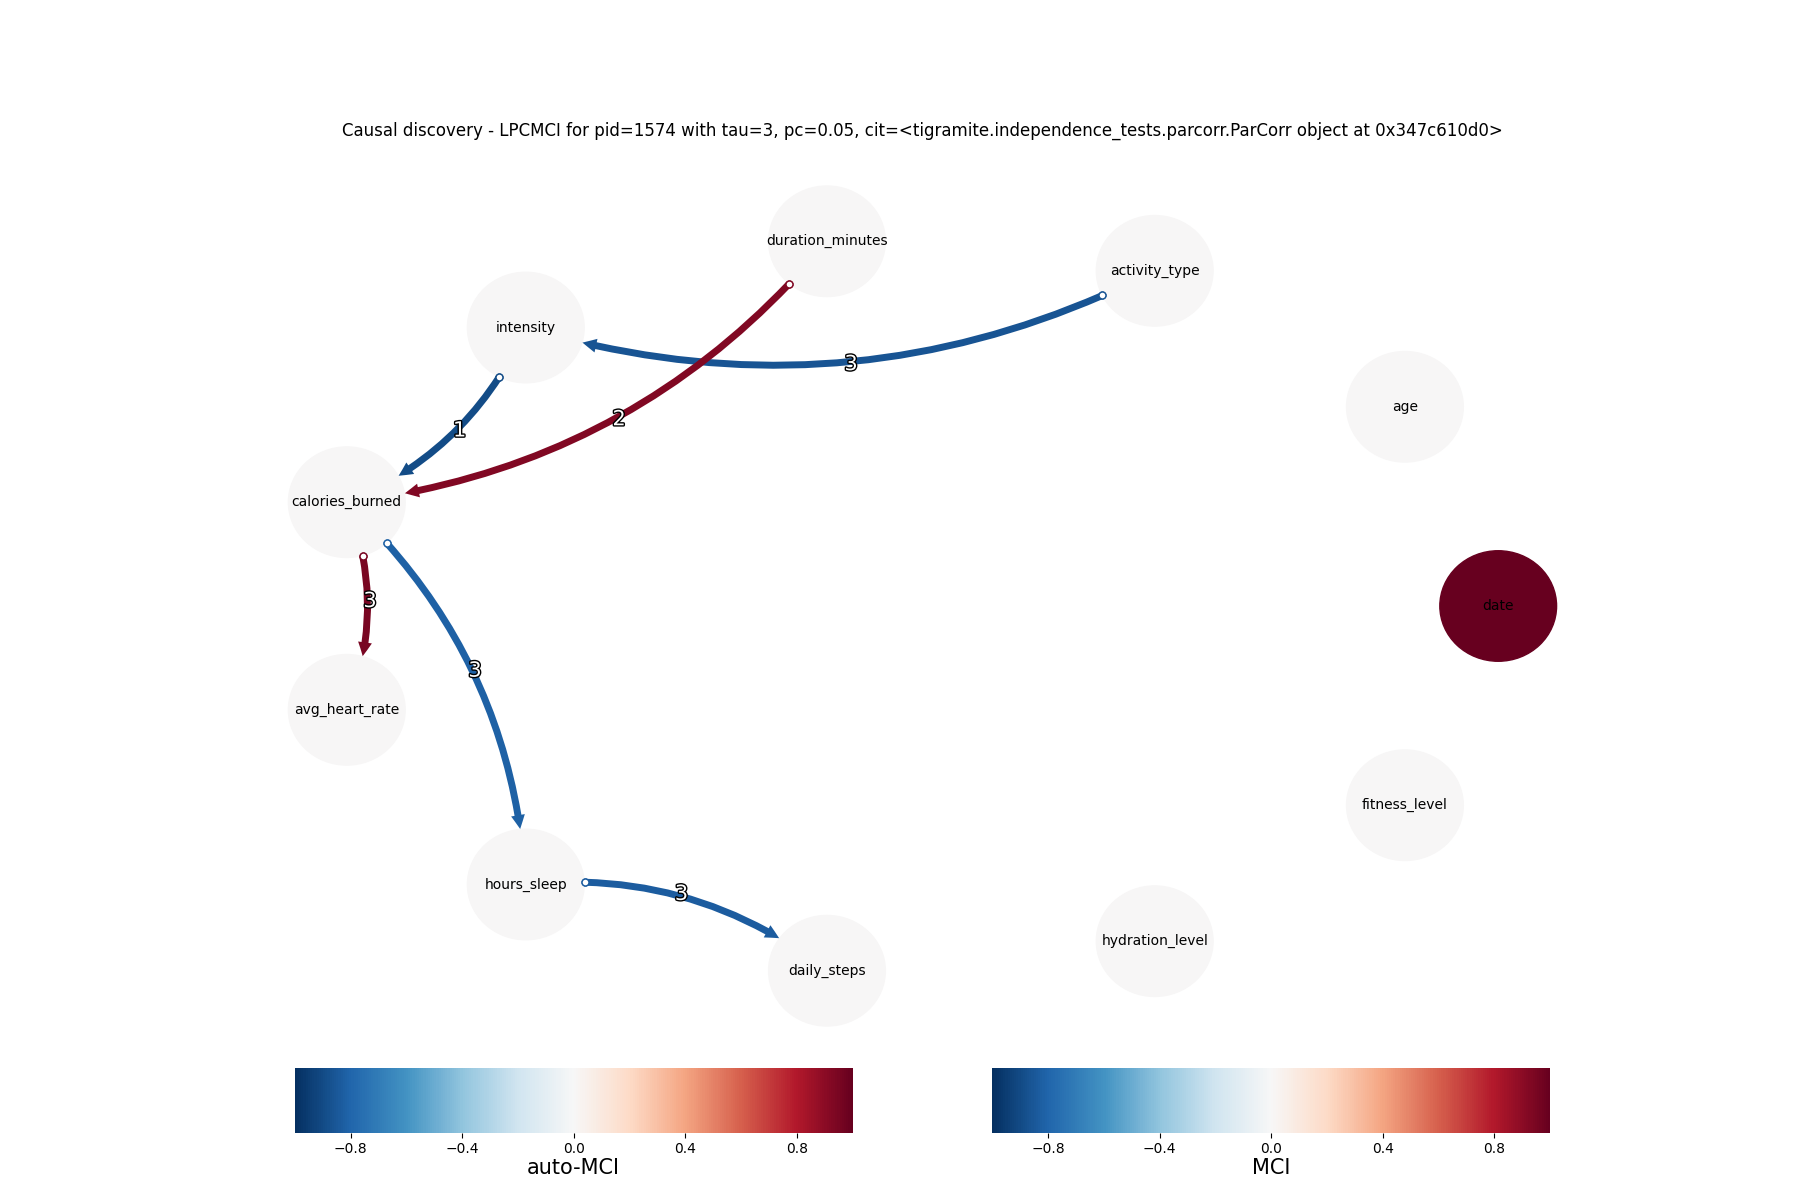 Causal discovery - LPCMCI for pid=1574 with tau=3, pc=0.05, cit=<tigramite.independence_tests.parcorr.ParCorr object at 0x347c610d0>
duration_minutes
activity_type
intensity
3
age
2
1
calories_burned
3
date
3
avg_heart_rate
fitness_level
hours_sleep
3
hydration_level
daily_steps
−0.8 −0.4 0.0 0.4 0.8
auto-MCI
−0.8 −0.4 0.0 0.4 0.8
MCI